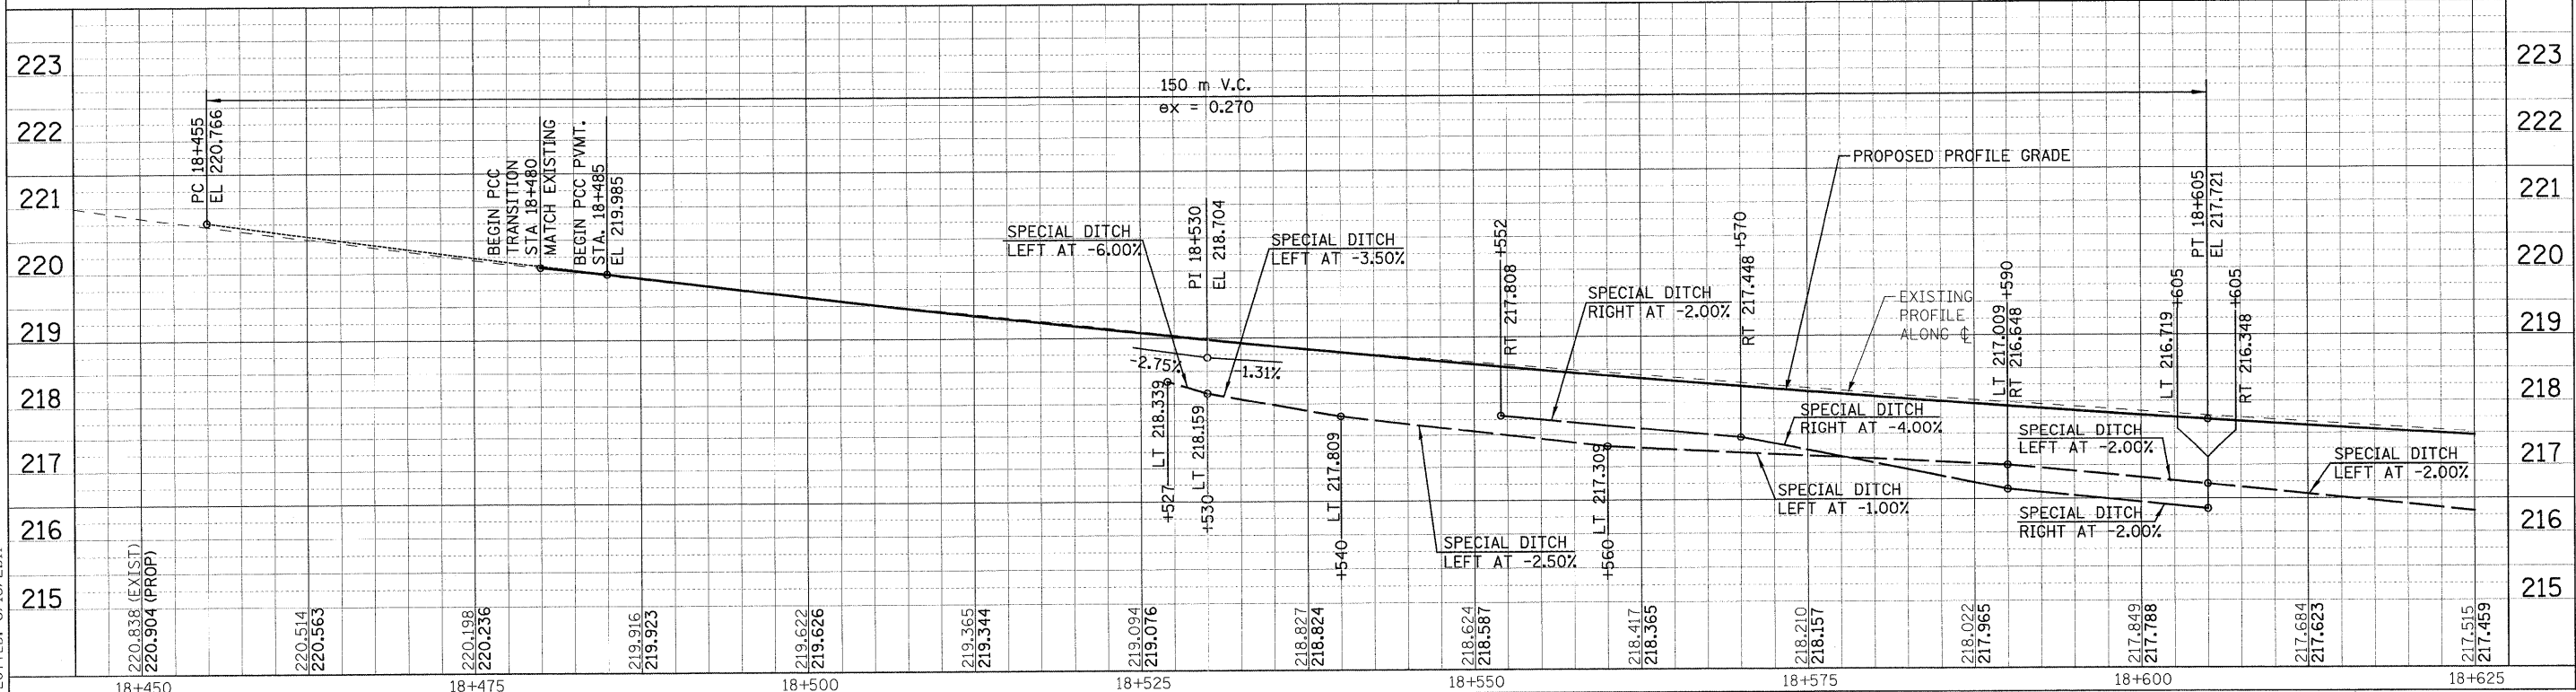 223
222
221
220
219
218
217
216
215
223
222
221
220
219
218
217
216
215
150 m V.C.
ex = 0.270
PC 18+455
EL 220.766
BEGIN PCC
TRANSITION
STA 18+480
MATCH EXISTING
BEGIN PCC PVMT.
STA. 18+485
EL 219.985
SPECIAL DITCH
LEFT AT -6.00%
PI 18+530
EL 218.704
SPECIAL DITCH
LEFT AT -3.50%
-2.75%
-1.31%
+527 LT 218.339
+530 LT 218.159
+540 LT 217.809
SPECIAL DITCH
LEFT AT -2.50%
RT 217.808 +552
SPECIAL DITCH
RIGHT AT -2.00%
+560 LT 217.309
RT 217.448 +570
PROPOSED PROFILE GRADE
EXISTING
PROFILE
ALONG ℄
SPECIAL DITCH
RIGHT AT -4.00%
SPECIAL DITCH
LEFT AT -1.00%
LT 217.009 +590
RT 216.648
SPECIAL DITCH
LEFT AT -2.00%
SPECIAL DITCH
RIGHT AT -2.00%
LT 216.719 +605
PT 18+605
EL 217.721
RT 216.348 +605
SPECIAL DITCH
LEFT AT -2.00%
220.838 (EXIST)
220.904 (PROP)
220.514
220.563
220.198
220.236
219.916
219.923
219.622
219.626
219.365
219.344
219.094
219.076
218.827
218.824
218.624
218.587
218.417
218.365
218.210
218.157
218.022
217.965
217.849
217.788
217.684
217.623
217.515
217.459
18+450
18+475
18+500
18+525
18+550
18+575
18+600
18+625